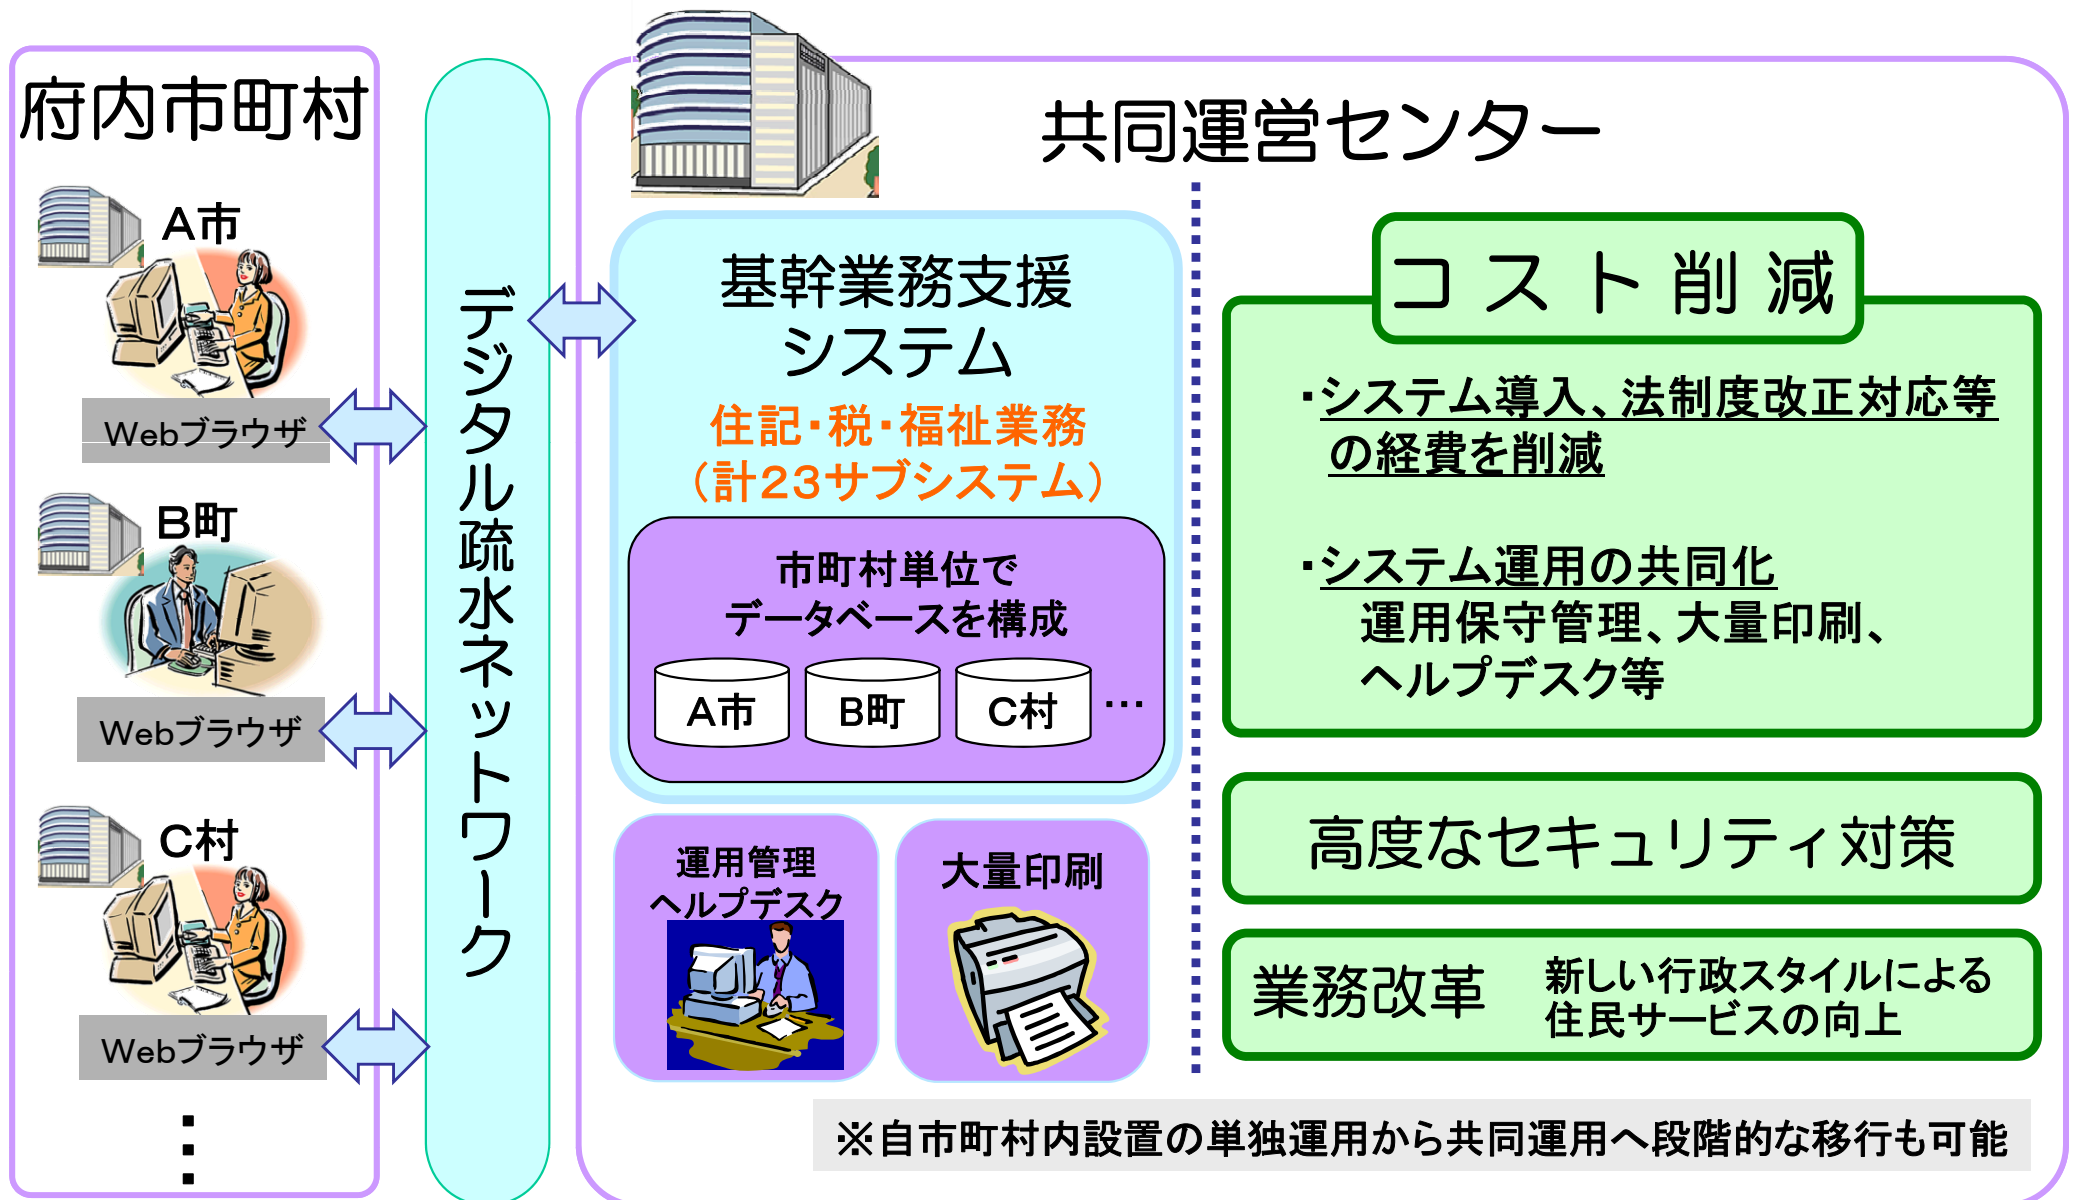 府内市町村
A市
Webブラウザ
B町
Webブラウザ
C村
Webブラウザ
⋮
デジタル疏水ネットワーク
共同運営センター
基幹業務支援
システム
住記・税・福祉業務
（計23サブシステム）
市町村単位で
データベースを構成
A市
B町
C村
…
運用管理
ヘルプデスク
大量印刷
コスト削減
・システム導入、法制度改正対応等
の経費を削減
・システム運用の共同化
運用保守管理、大量印刷、
ヘルプデスク等
高度なセキュリティ対策
業務改革
新しい行政スタイルによる
住民サービスの向上
※自市町村内設置の単独運用から共同運用へ段階的な移行も可能